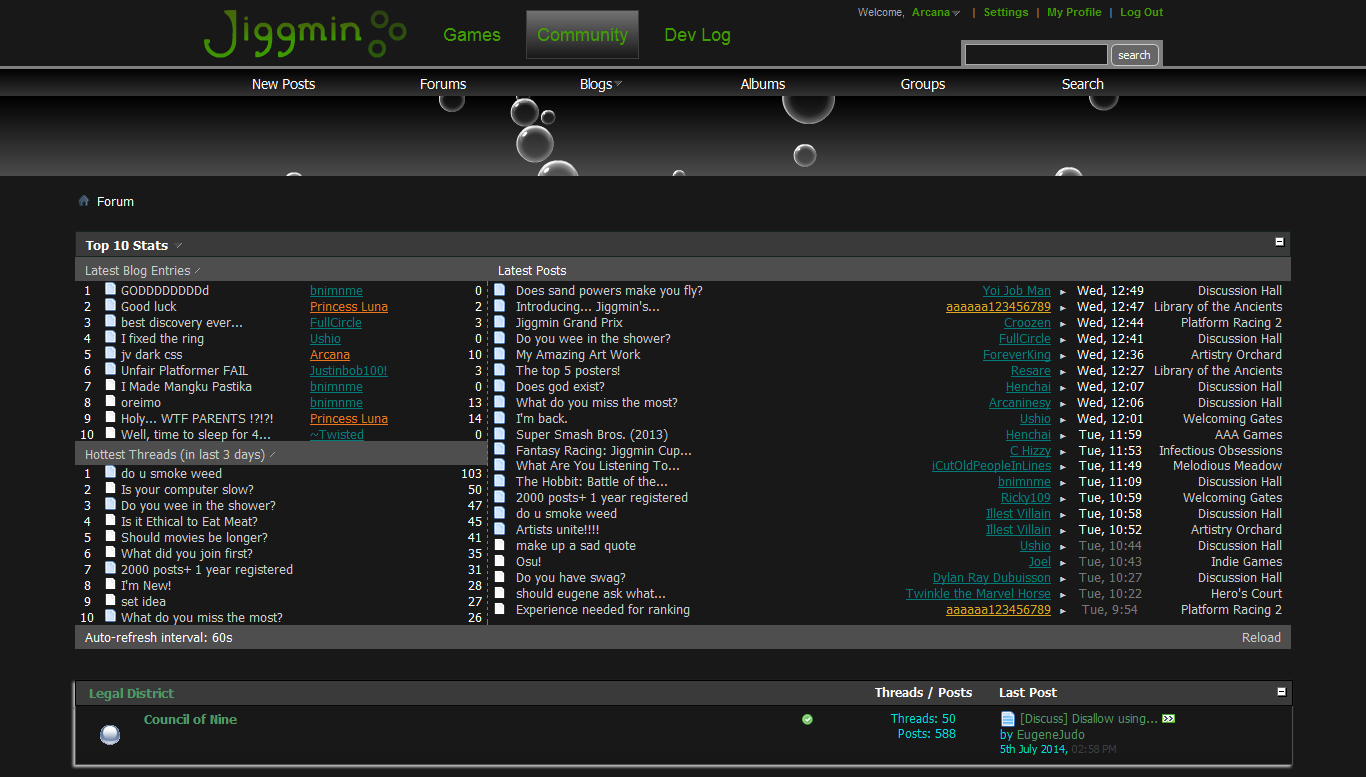 Jiggmin
Games
Community
Dev Log
Welcome, Arcana | Settings | My Profile | Log Out
search
New Posts Forums Blogs Albums Groups Search
Forum
Top 10 Stats
Latest Blog Entries
1 GODDDDDDDDd bnimnme 0
2 Good luck Princess Luna 2
3 best discovery ever... FullCircle 3
4 I fixed the ring Ushio 0
5 jv dark css Arcana 10
6 Unfair Platformer FAIL Justinbob100! 3
7 I Made Mangku Pastika bnimnme 0
8 oreimo bnimnme 13
9 Holy... WTF PARENTS !?!?! Princess Luna 14
10 Well, time to sleep for 4... ~Twisted 0
Hottest Threads (in last 3 days)
1 do u smoke weed 103
2 Is your computer slow? 50
3 Do you wee in the shower? 47
4 Is it Ethical to Eat Meat? 45
5 Should movies be longer? 41
6 What did you join first? 35
7 2000 posts+ 1 year registered 31
8 I'm New! 28
9 set idea 27
10 What do you miss the most? 26
Latest Posts
Does sand powers make you fly? Yoi Job Man ► Wed, 12:49 Discussion Hall
Introducing... Jiggmin's... aaaaaa123456789 ► Wed, 12:47 Library of the Ancients
Jiggmin Grand Prix Croozen ► Wed, 12:44 Platform Racing 2
Do you wee in the shower? FullCircle ► Wed, 12:41 Discussion Hall
My Amazing Art Work ForeverKing ► Wed, 12:36 Artistry Orchard
The top 5 posters! Resare ► Wed, 12:27 Library of the Ancients
Does god exist? Henchai ► Wed, 12:07 Discussion Hall
What do you miss the most? Arcaninesy ► Wed, 12:06 Discussion Hall
I'm back. Ushio ► Wed, 12:01 Welcoming Gates
Super Smash Bros. (2013) Henchai ► Tue, 11:59 AAA Games
Fantasy Racing: Jiggmin Cup... C Hizzy ► Tue, 11:53 Infectious Obsessions
What Are You Listening To... iCutOldPeopleInLines ► Tue, 11:49 Melodious Meadow
The Hobbit: Battle of the... bnimnme ► Tue, 11:09 Discussion Hall
2000 posts+ 1 year registered Ricky109 ► Tue, 10:59 Welcoming Gates
do u smoke weed Illest Villain ► Tue, 10:58 Discussion Hall
Artists unite!!!! Illest Villain ► Tue, 10:52 Artistry Orchard
make up a sad quote Ushio ► Tue, 10:44 Discussion Hall
Osu! Joel ► Tue, 10:43 Indie Games
Do you have swag? Dylan Ray Dubuisson ► Tue, 10:27 Discussion Hall
should eugene ask what... Twinkle the Marvel Horse ► Tue, 10:22 Hero's Court
Experience needed for ranking aaaaaa123456789 ► Tue, 9:54 Platform Racing 2
Auto-refresh interval: 60s Reload
Legal District Threads / Posts Last Post
Council of Nine
Threads: 50
Posts: 588
[Discuss] Disallow using...
by EugeneJudo
5th July 2014, 02:58 PM